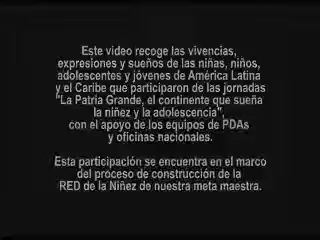 Este video recoge las vivencias,
expresiones y sueños de las niñas, niños,
adolescentes y jóvenes de América Latina
y el Caribe que participaron de las jornadas
"La Patria Grande, el continente que sueña
la niñez y la adolescencia",
con el apoyo de los equipos de PDAs
y oficinas nacionales.
Esta participación se encuentra en el marco
del proceso de construcción de la
RED de la Niñez de nuestra meta maestra.